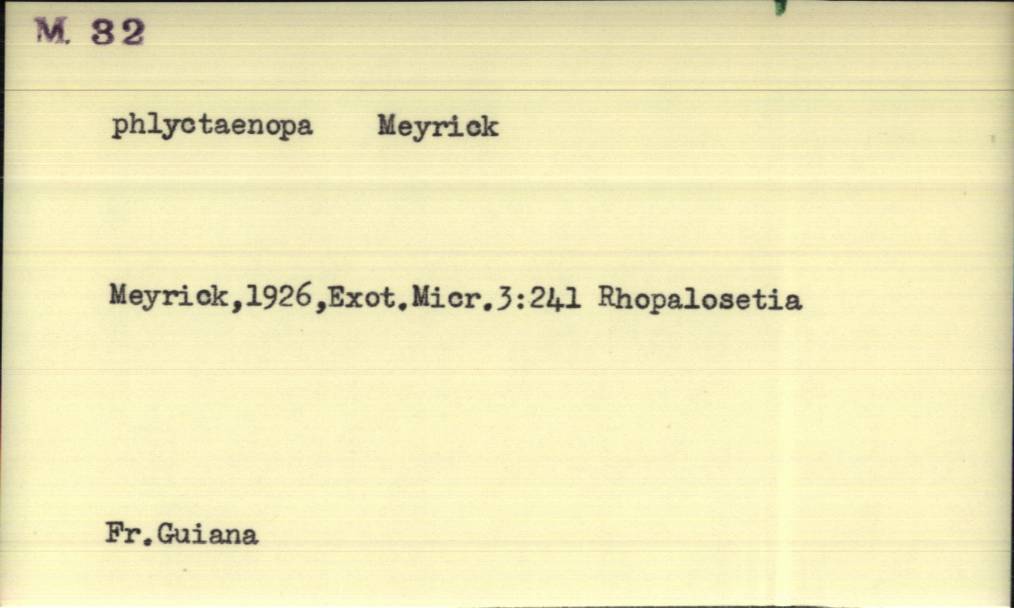 M. 32
phlyctaenopa Meyrick
Meyrick,1926,Exot.Micr.3:241 Rhopalosetia
Fr.Guiana